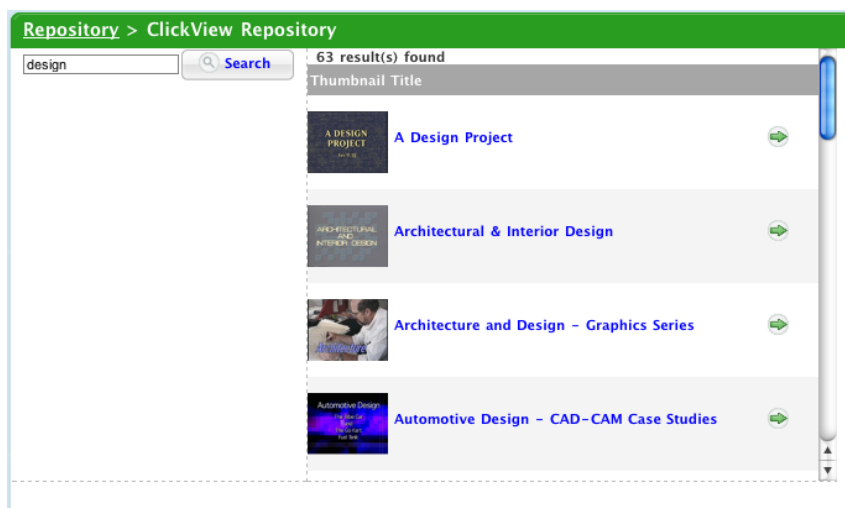 Repository > ClickView Repository
design
Search
63 result(s) found
Thumbnail Title
A DESIGN
PROJECT
A Design Project
ARCHITECTURAL
AND
INTERIOR DESIGN
Architectural & Interior Design
Architecture
Architecture and Design – Graphics Series
Automotive Design
Automotive Design – CAD–CAM Case Studies